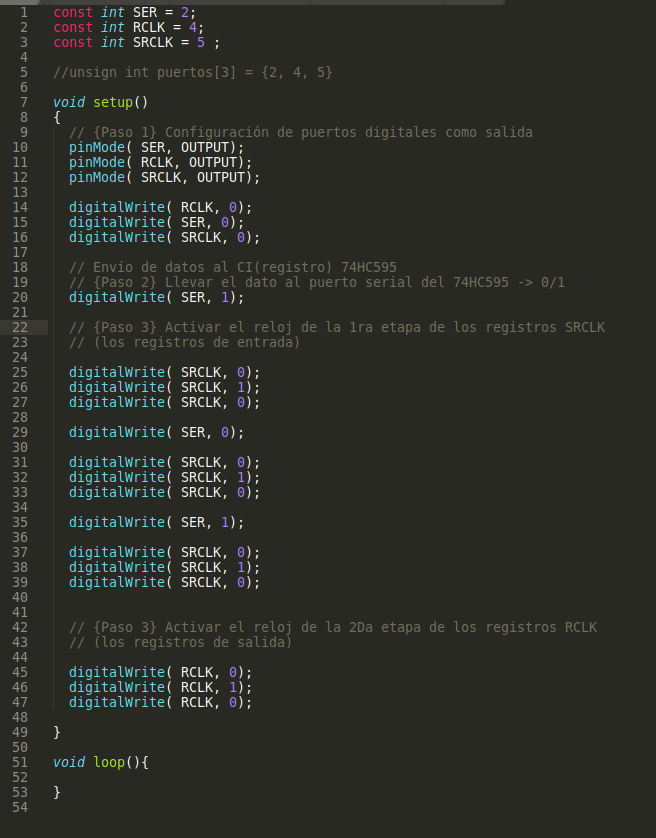 1 const int SER = 2;
2 const int RCLK = 4;
3 const int SRCLK = 5 ;
4
5 //unsign int puertos[3] = {2, 4, 5}
6
7 void setup()
8 {
9 // {Paso 1} Configuración de puertos digitales como salida
10 pinMode( SER, OUTPUT);
11 pinMode( RCLK, OUTPUT);
12 pinMode( SRCLK, OUTPUT);
13
14 digitalWrite( RCLK, 0);
15 digitalWrite( SER, 0);
16 digitalWrite( SRCLK, 0);
17
18 // Envío de datos al CI(registro) 74HC595
19 // {Paso 2} Llevar el dato al puerto serial del 74HC595 -> 0/1
20 digitalWrite( SER, 1);
21
22 // {Paso 3} Activar el reloj de la 1ra etapa de los registros SRCLK
23 // (los registros de entrada)
24
25 digitalWrite( SRCLK, 0);
26 digitalWrite( SRCLK, 1);
27 digitalWrite( SRCLK, 0);
28
29 digitalWrite( SER, 0);
30
31 digitalWrite( SRCLK, 0);
32 digitalWrite( SRCLK, 1);
33 digitalWrite( SRCLK, 0);
34
35 digitalWrite( SER, 1);
36
37 digitalWrite( SRCLK, 0);
38 digitalWrite( SRCLK, 1);
39 digitalWrite( SRCLK, 0);
40
41
42 // {Paso 3} Activar el reloj de la 2Da etapa de los registros RCLK
43 // (los registros de salida)
44
45 digitalWrite( RCLK, 0);
46 digitalWrite( RCLK, 1);
47 digitalWrite( RCLK, 0);
48
49 }
50
51 void loop(){
52
53 }
54